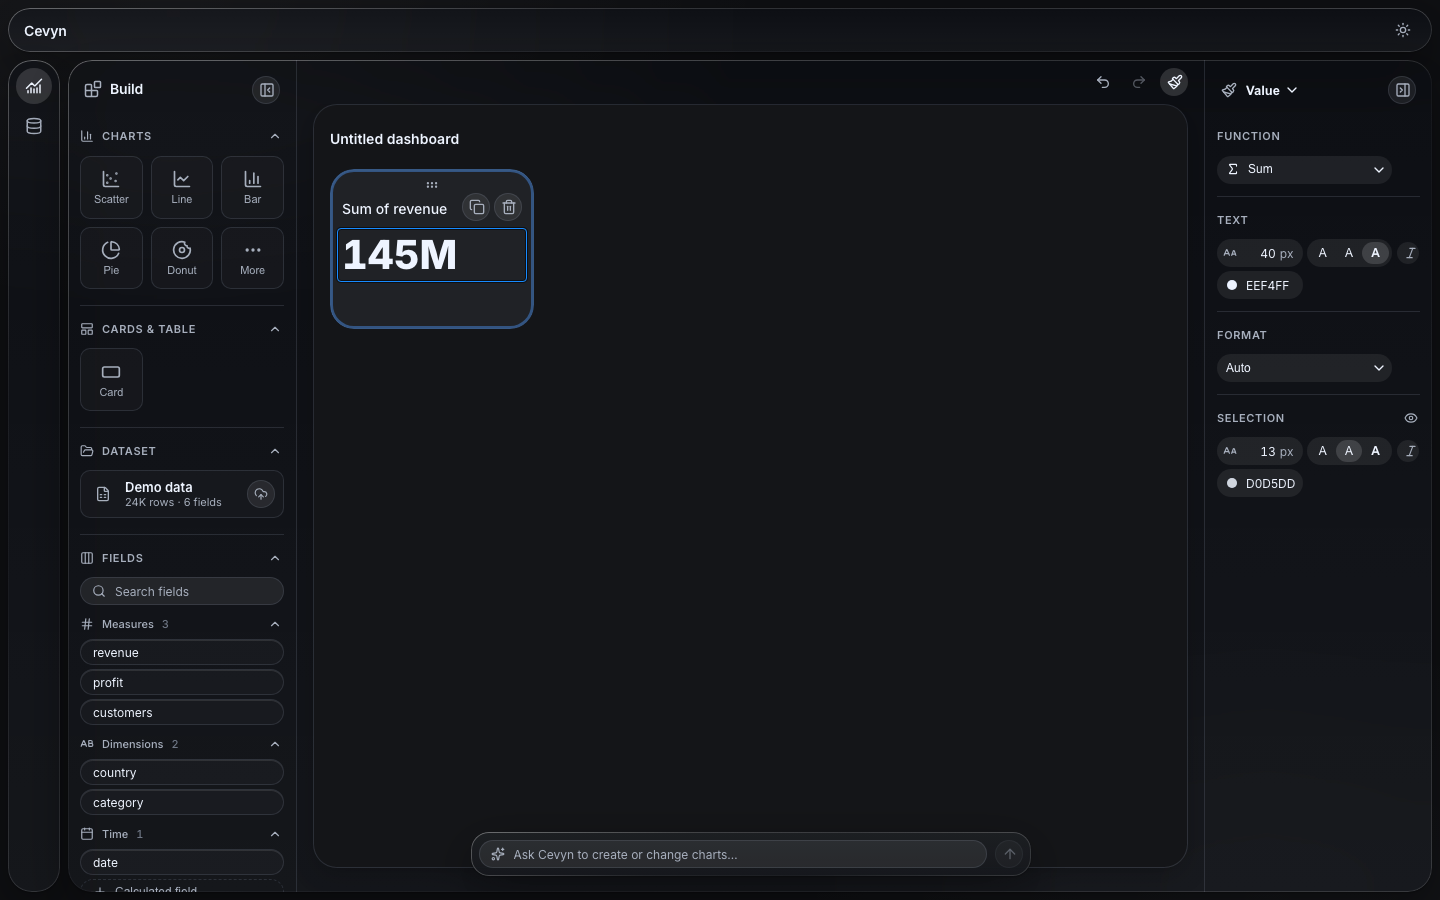 Cevyn
Build
CHARTS
Scatter
Line
Bar
Pie
Donut
More
CARDS & TABLE
Card
DATASET
Demo data
24K rows · 6 fields
FIELDS
Search fields
Measures 3
revenue
profit
customers
AB Dimensions 2
country
category
Time 1
date
Calculated field
Untitled dashboard
Sum of revenue
145M
Ask Cevyn to create or change charts...
Value
FUNCTION
Sum
TEXT
AA 40 px A A A I
EEF4FF
FORMAT
Auto
SELECTION
AA 13 px A A A I
D0D5DD